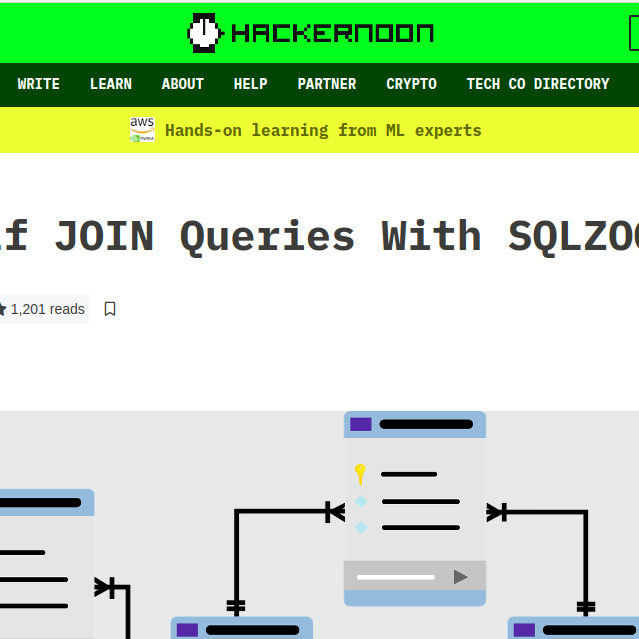 HACKERNOON
WRITE LEARN ABOUT HELP PARTNER CRYPTO TECH CO DIRECTORY
aws
Hands-on learning from ML experts
JOIN Queries With
1,201 reads